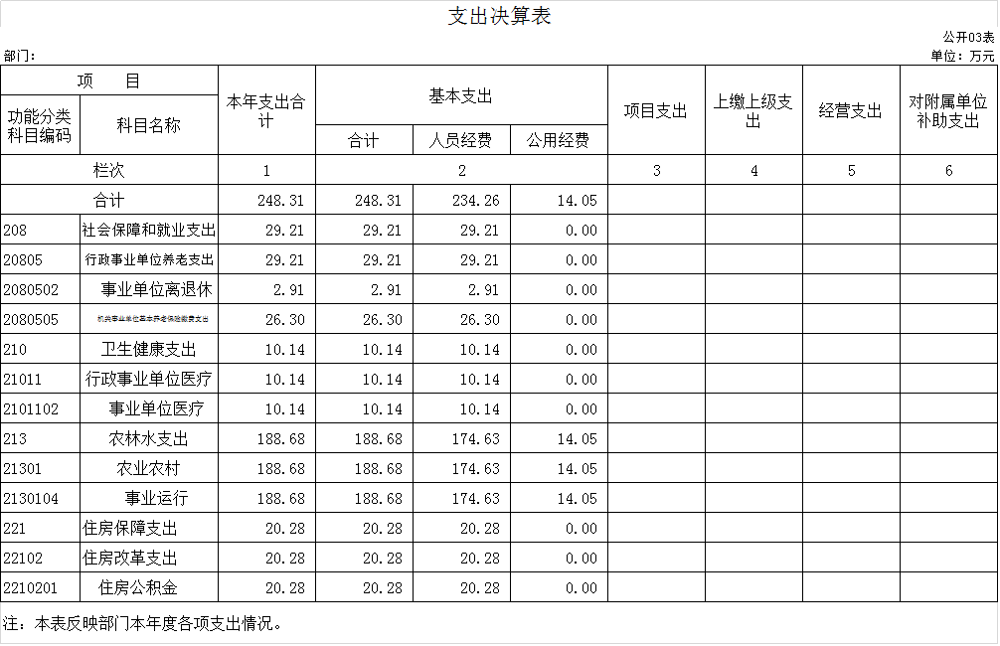 支出决算表
公开03表
部门： 单位：万元
项 目 本年支出合计 基本支出 项目支出 上缴上级支出 经营支出 对附属单位补助支出
功能分类科目编码 科目名称 合计 人员经费 公用经费
栏次 1 2 3 4 5 6
合计 248.31 248.31 234.26 14.05
208 社会保障和就业支出 29.21 29.21 29.21 0.00
20805 行政事业单位养老支出 29.21 29.21 29.21 0.00
2080502 事业单位离退休 2.91 2.91 2.91 0.00
2080505 机关事业单位基本养老保险缴费支出 26.30 26.30 26.30 0.00
210 卫生健康支出 10.14 10.14 10.14 0.00
21011 行政事业单位医疗 10.14 10.14 10.14 0.00
2101102 事业单位医疗 10.14 10.14 10.14 0.00
213 农林水支出 188.68 188.68 174.63 14.05
21301 农业农村 188.68 188.68 174.63 14.05
2130104 事业运行 188.68 188.68 174.63 14.05
221 住房保障支出 20.28 20.28 20.28 0.00
22102 住房改革支出 20.28 20.28 20.28 0.00
2210201 住房公积金 20.28 20.28 20.28 0.00
注：本表反映部门本年度各项支出情况。